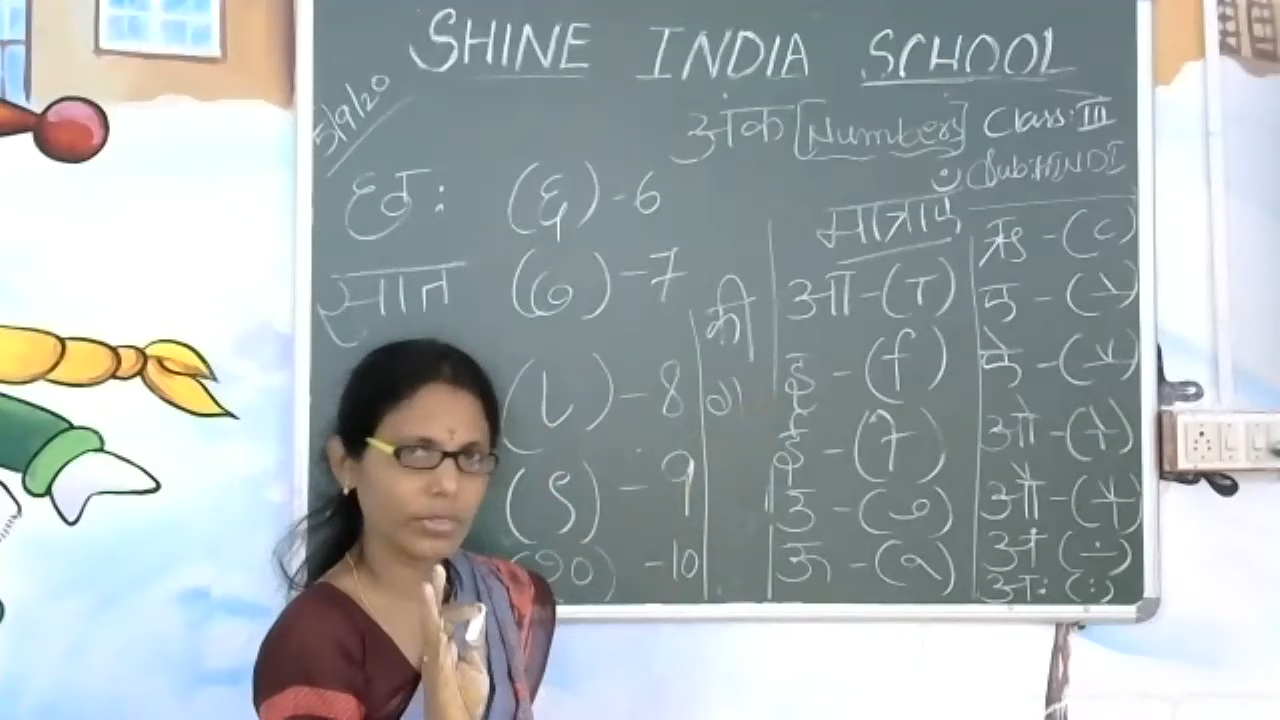 SHINE INDIA SCHOOL
5/9/20
अंक [Numbers] Class: III
Sub: HINDI
छः (६) - 6
सात (७) - 7
(८) - 8
(९) - 9
(१०) - 10
की
मात्राएँ
आ - (ा)
इ - (ि)
ई - (ी)
उ - (ु)
ऊ - (ू)
ऋ - (ृ)
ए - (े)
ऐ - (ै)
ओ - (ो)
औ - (ौ)
अं (ं)
अः (ः)